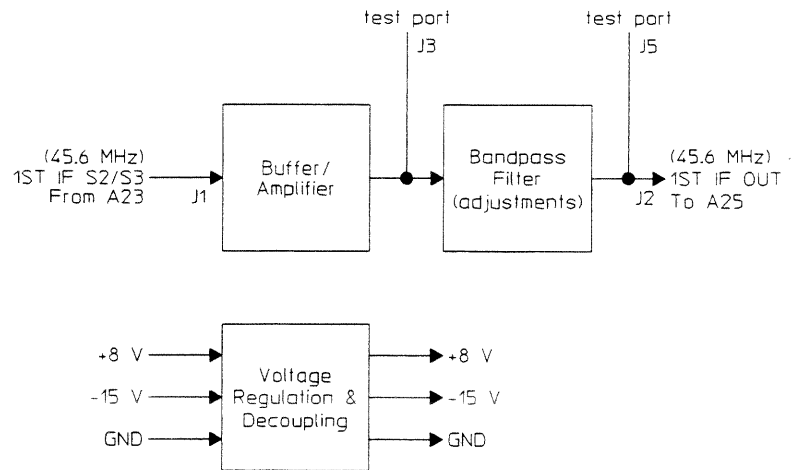 test port
J3
test port
J5
(45.6 MHz)
1ST IF S2/S3
From A23
J1
Buffer/
Amplifier
Bandpass
Filter
(adjustments)
J2
(45.6 MHz)
1ST IF OUT
To A25
+8 V
-15 V
GND
Voltage
Regulation &
Decoupling
+8 V
-15 V
GND